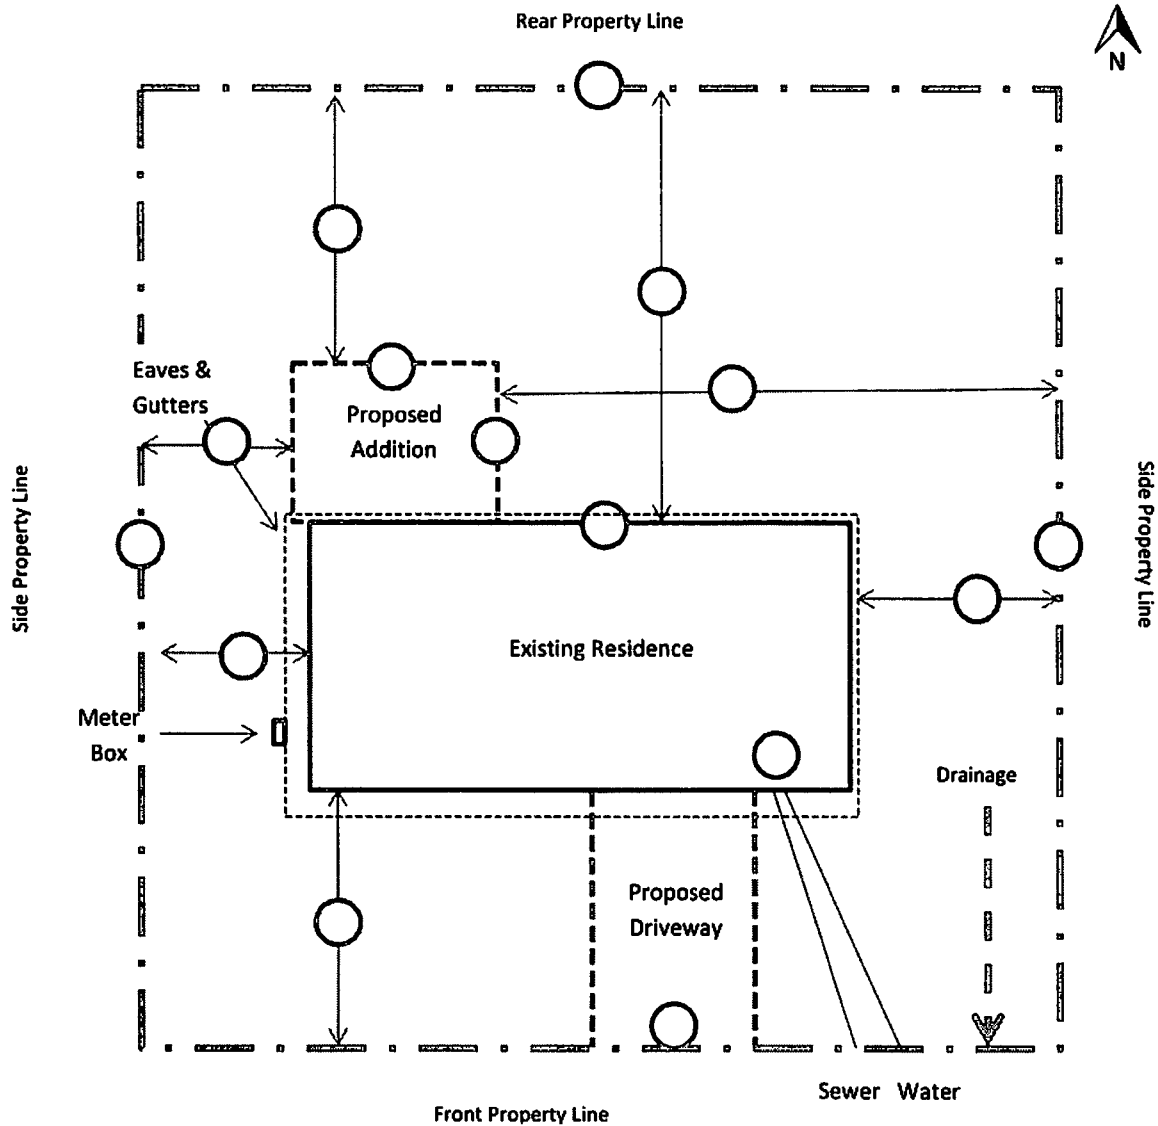 Rear Property Line
N
Eaves &
Gutters
Proposed
Addition
Side Property Line
Side Property Line
Existing Residence
Meter
Box
Drainage
Proposed
Driveway
Sewer Water
Front Property Line